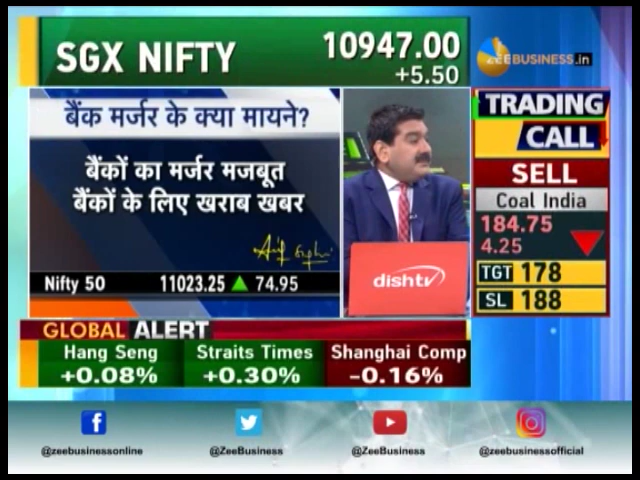 SGX NIFTY
10947.00
+5.50
ZEEBUSINESS.in
बैंक मर्जर के क्या मायने?
बैंकों का मर्जर मजबूत
बैंकों के लिए खराब खबर
Nifty 50 11023.25 ▲ 74.95
dishtv
TRADING
CALL
SELL
Coal India
184.75
4.25
TGT 178
SL 188
GLOBAL ALERT
Hang Seng
+0.08%
Straits Times
+0.30%
Shanghai Comp
-0.16%
@zeebusinessonline
@ZeeBusiness
@ZeeBusiness
@zeebusinessofficial